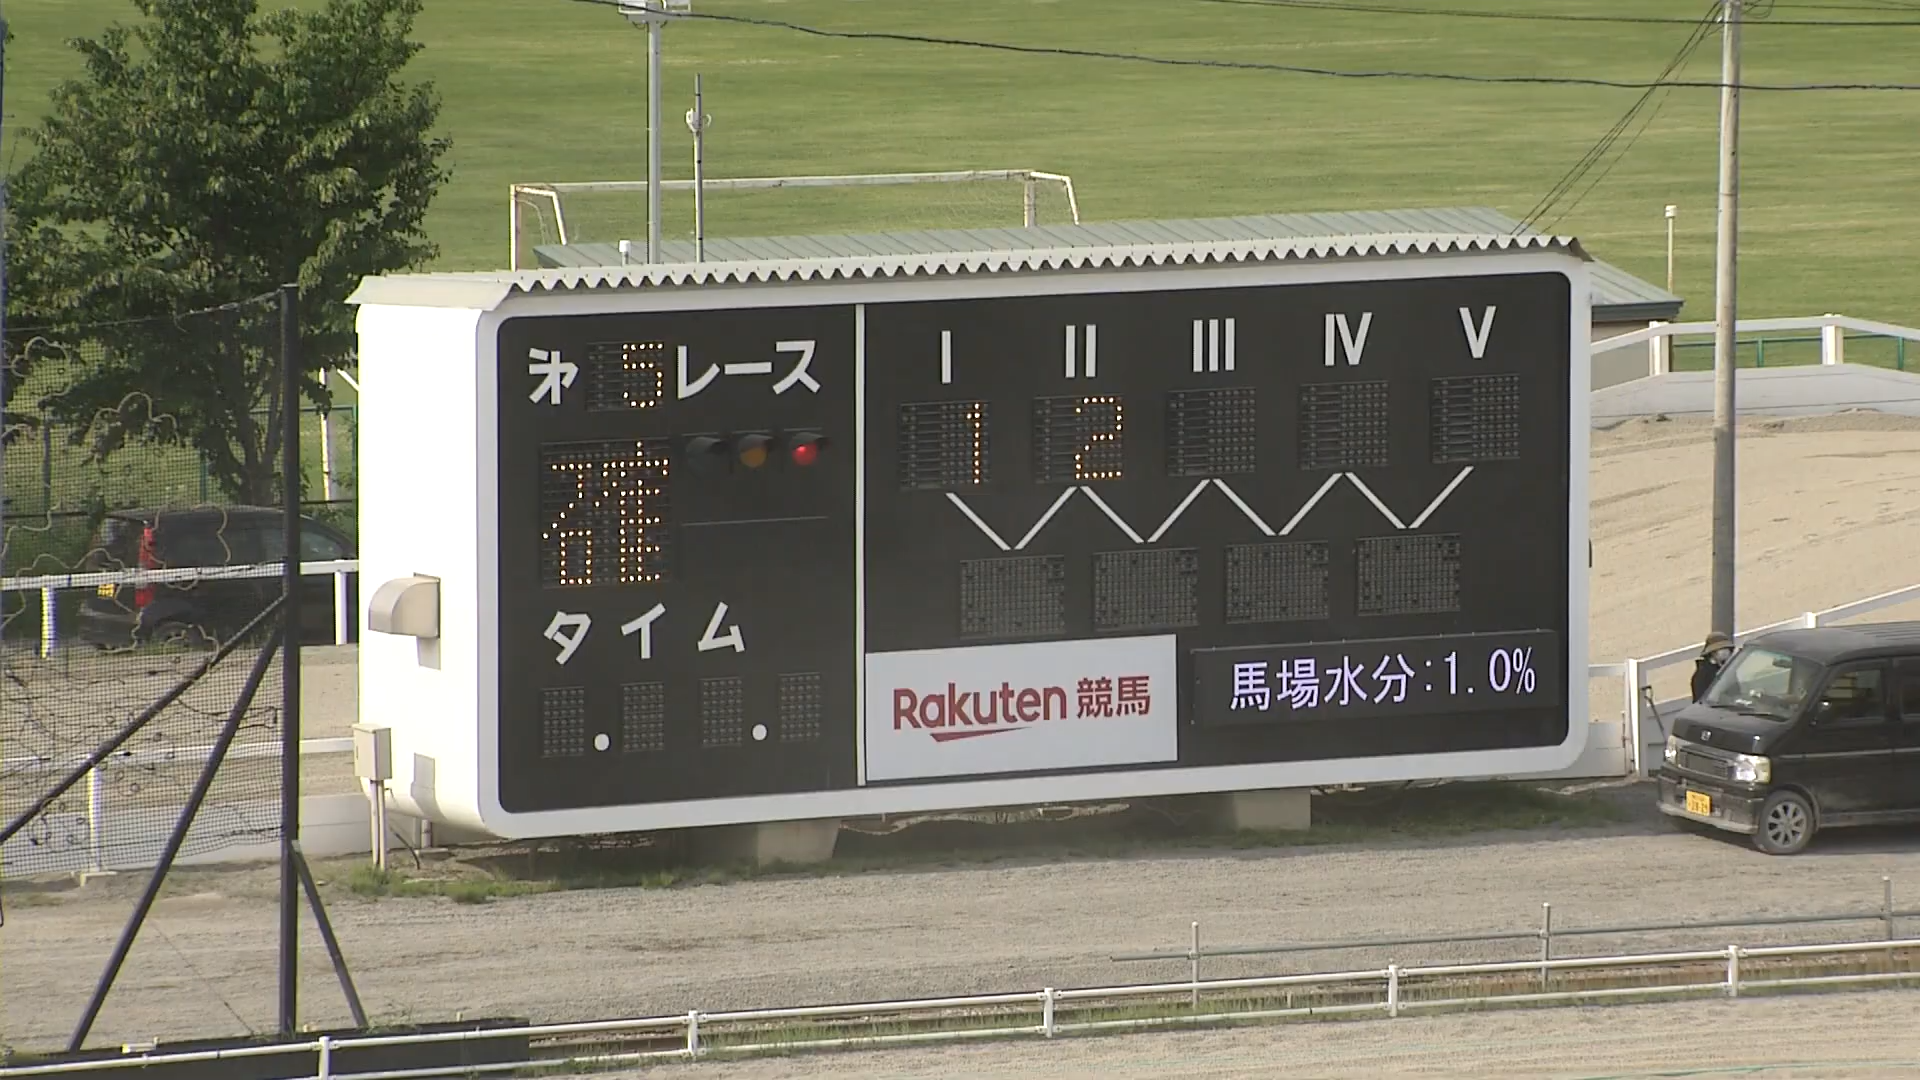 才5レース
確
タイム
I II III IV V
1 2
Rakuten 競馬
馬場水分:1.0%